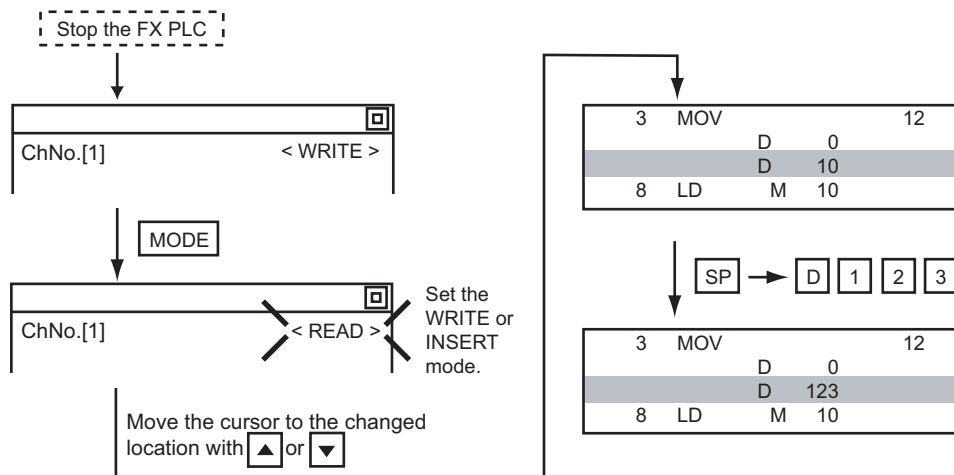 Stop the FX PLC
ChNo.[1] < WRITE >
MODE
ChNo.[1] < READ >
Set the
WRITE or
INSERT
mode.
Move the cursor to the changed
location with ▲ or ▼
3 MOV 12
D 0
D 10
8 LD M 10
SP → D 1 2 3
3 MOV 12
D 0
D 123
8 LD M 10